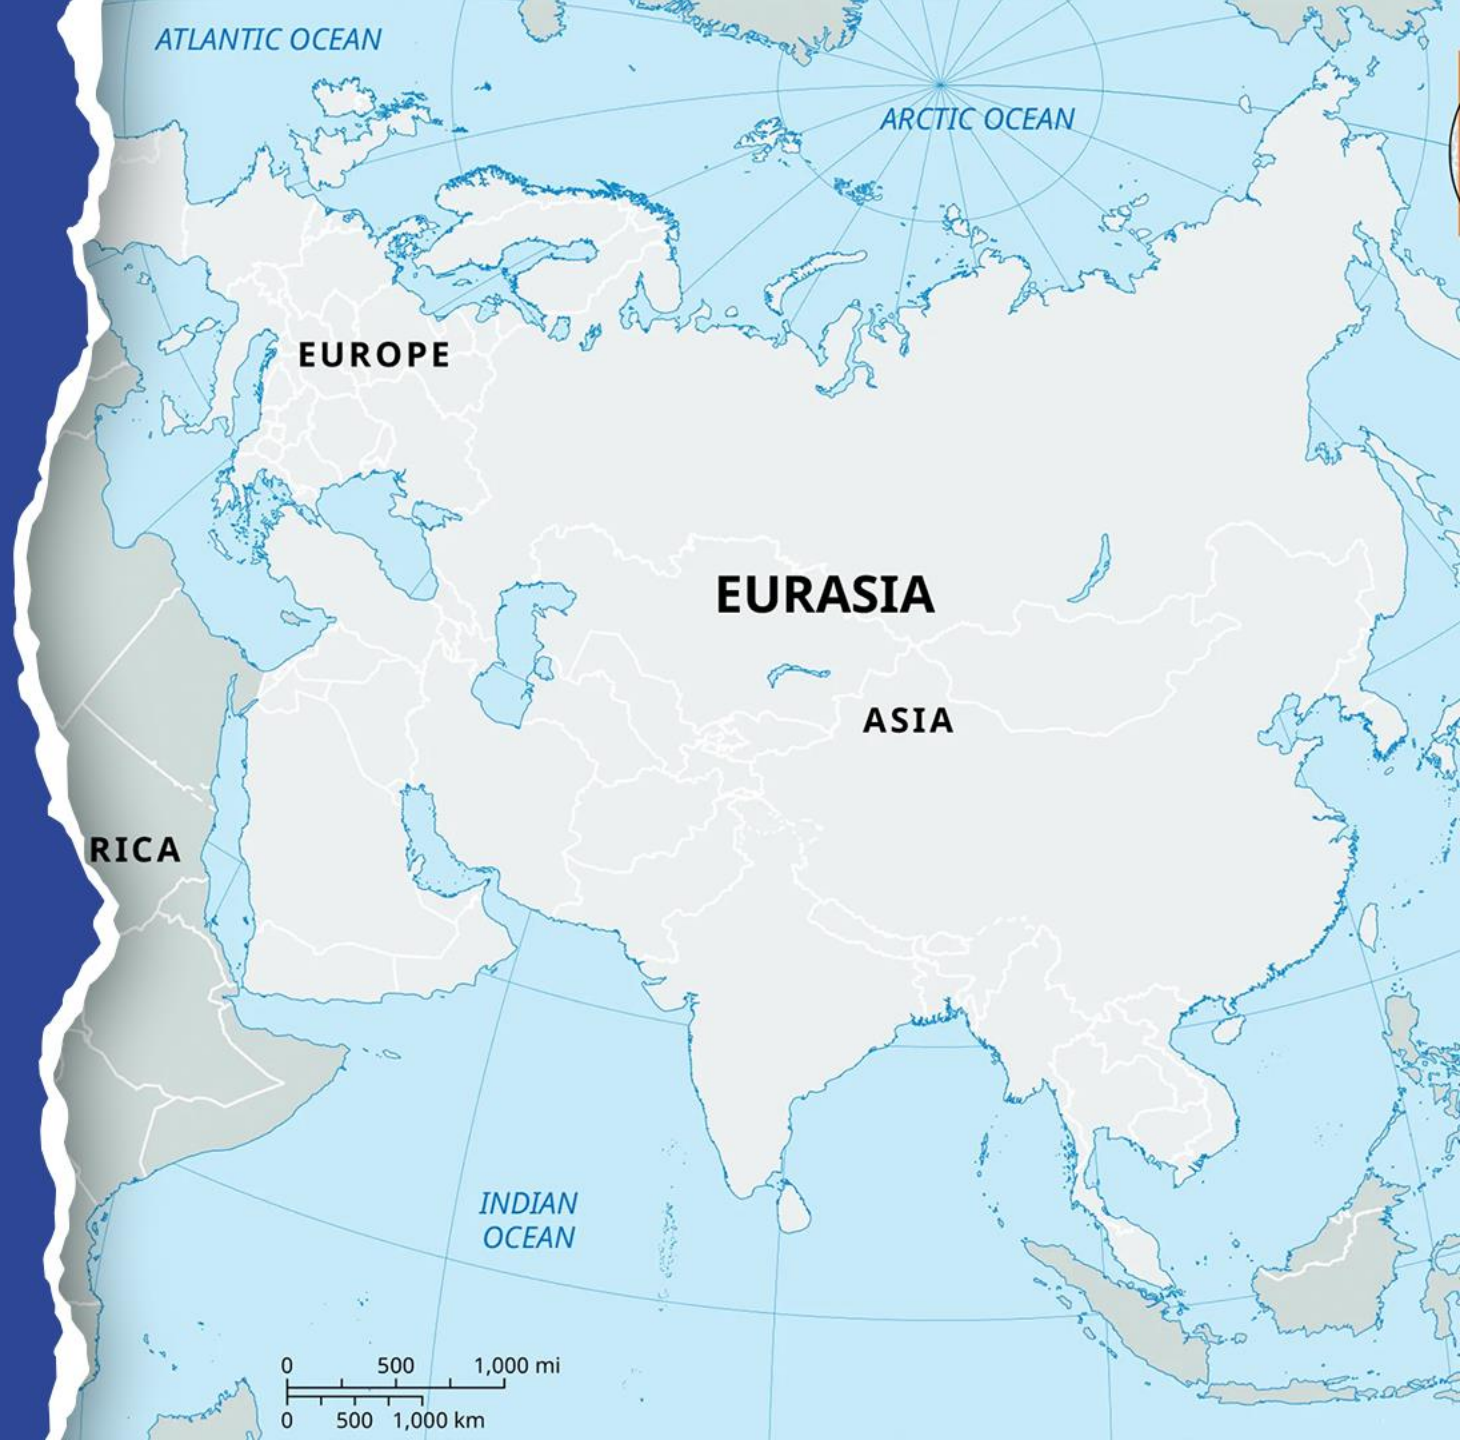 ATLANTIC OCEAN
ARCTIC OCEAN
EUROPE
EURASIA
ASIA
RICA
INDIAN
OCEAN
0 500 1,000 mi
0 500 1,000 km